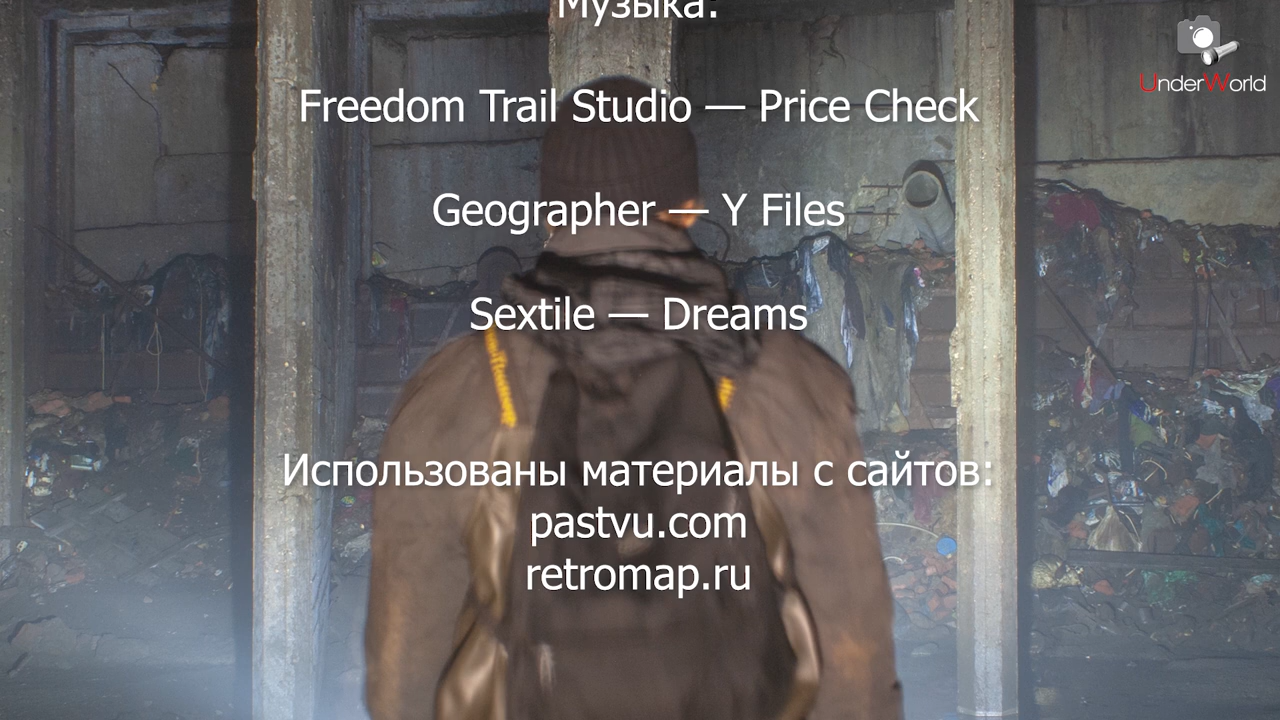 Музыка:
UnderWorld
Freedom Trail Studio — Price Check
Geographer — Y Files
Sextile — Dreams
Использованы материалы с сайтов:
pastvu.com
retromap.ru